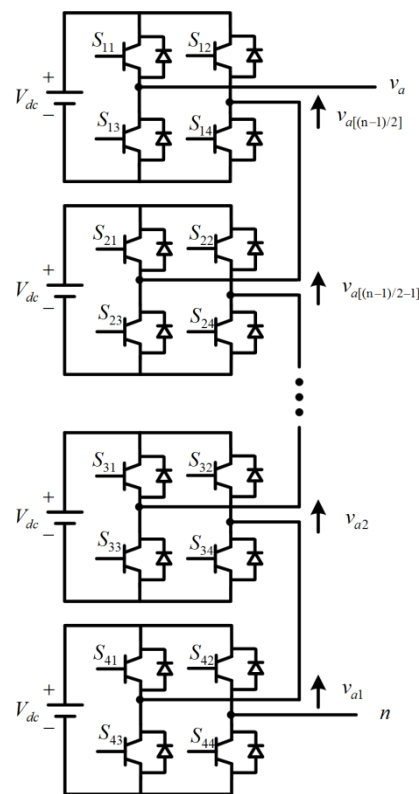 S11 S12
+
Vdc
−
va
S13 S14
va[(n−1)/2]
S21 S22
+
Vdc
−
va[(n−1)/2−1]
S23 S24
S31 S32
+
Vdc
−
va2
S33 S34
S41 S42
+
Vdc
−
va1
n
S43 S44